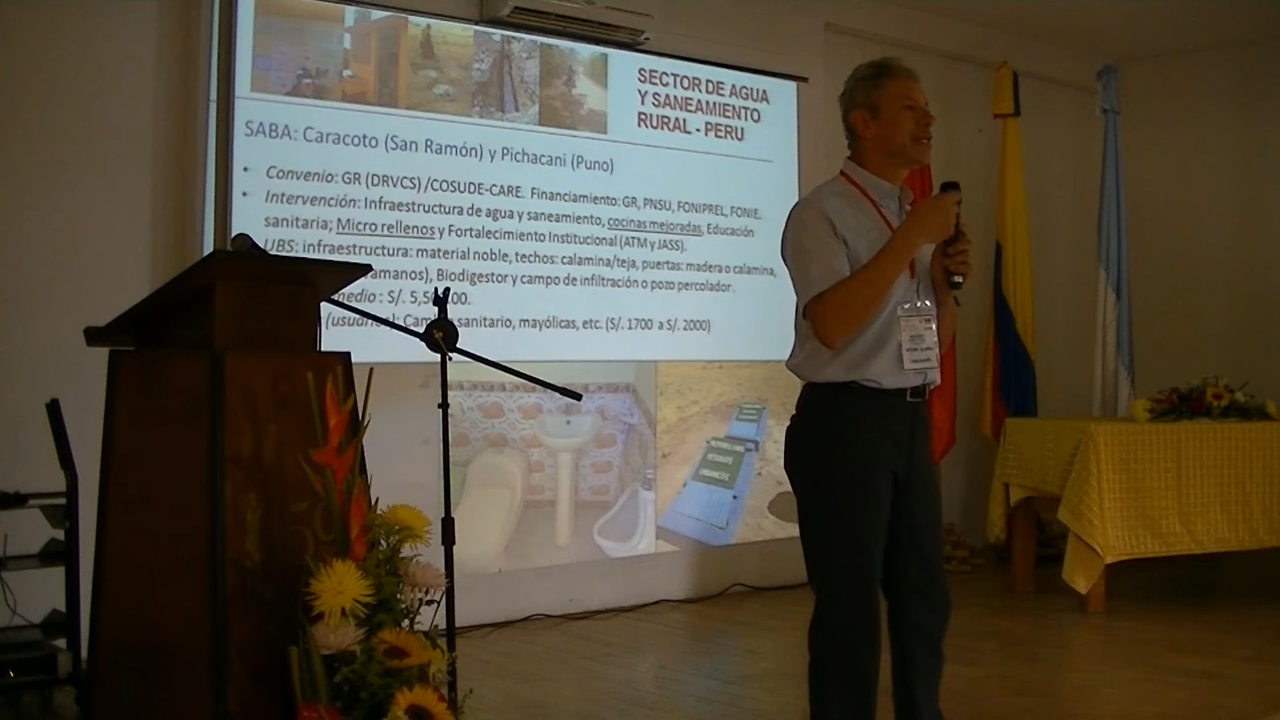 SECTOR DE AGUA
Y SANEAMIENTO
RURAL - PERU
SABA: Caracoto (San Ramón) y Pichacani (Puno)
• Convenio: GR (DRVCS) /COSUDE-CARE. Financiamiento: GR, PNSU, FONIPREL, FONIE.
• Intervención: Infraestructura de agua y saneamiento, cocinas mejoradas, Educación
sanitaria; Micro rellenos y Fortalecimiento Institucional (ATM y JASS).
UBS: infraestructura: material noble, techos: calamina/teja, puertas: madera o calamina,
amanos), Biodigestor y campo de infiltración o pozo percolador.
medio : S/.
sanitario, mayólicas, etc. (S/. 1700 a S/. 2000)